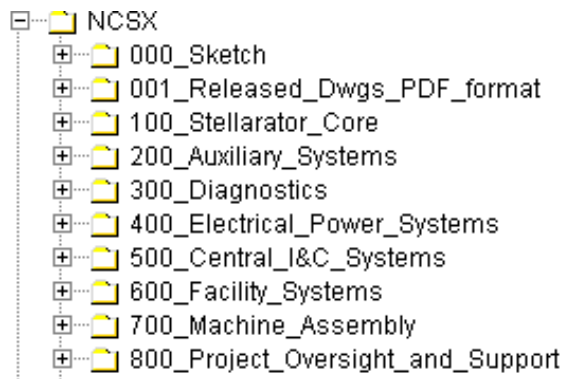 NCSX
000_Sketch
001_Released_Dwgs_PDF_format
100_Stellarator_Core
200_Auxiliary_Systems
300_Diagnostics
400_Electrical_Power_Systems
500_Central_I&C_Systems
600_Facility_Systems
700_Machine_Assembly
800_Project_Oversight_and_Support